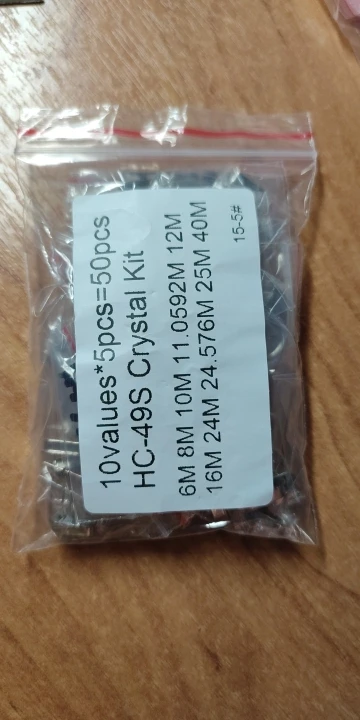 10values*5pcs=50pcs
HC-49S Crystal Kit
6M 8M 10M 11.0592M 12M
16M 24M 24.576M 25M 40M
15-5#